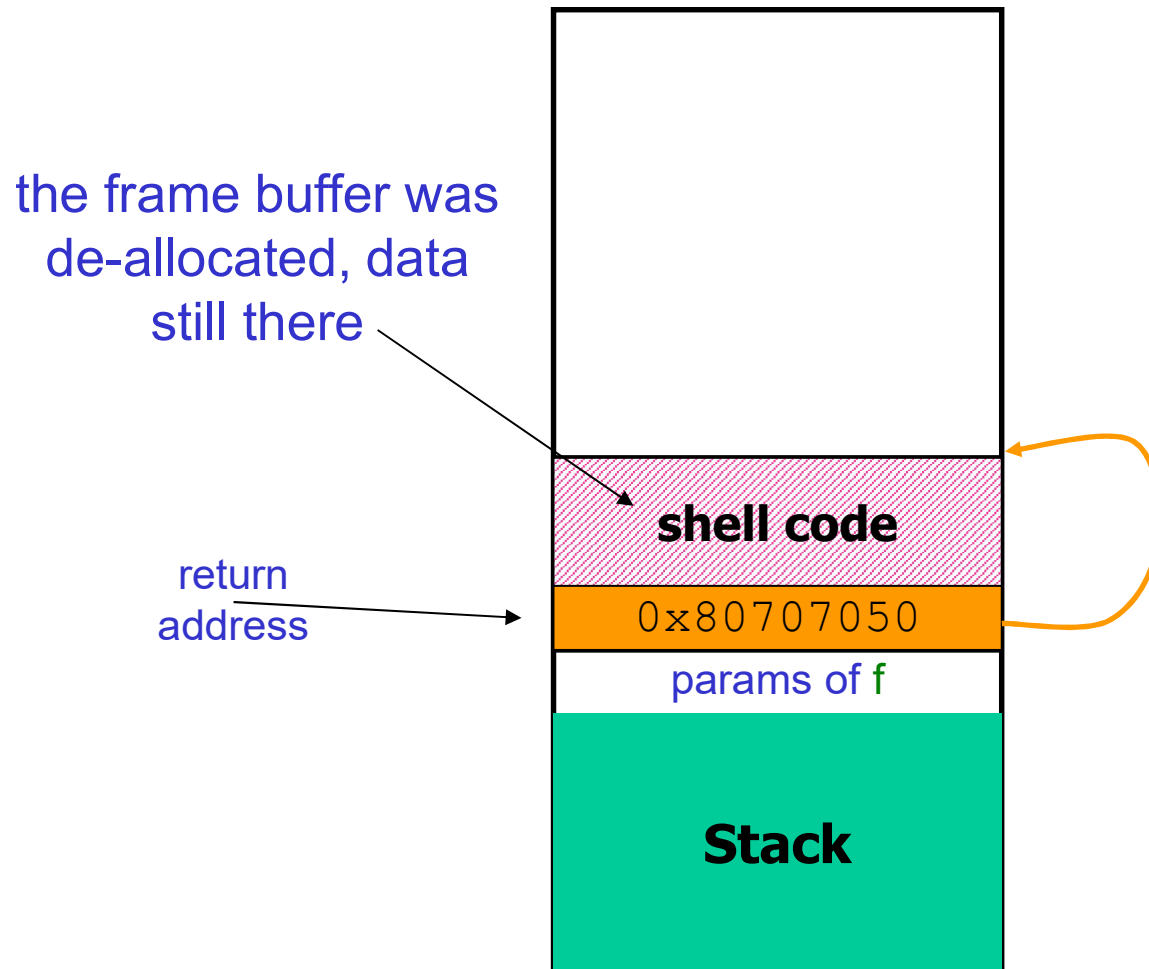 the frame buffer was
de-allocated, data
still there
shell code
return
address
0x80707050
params of f
Stack